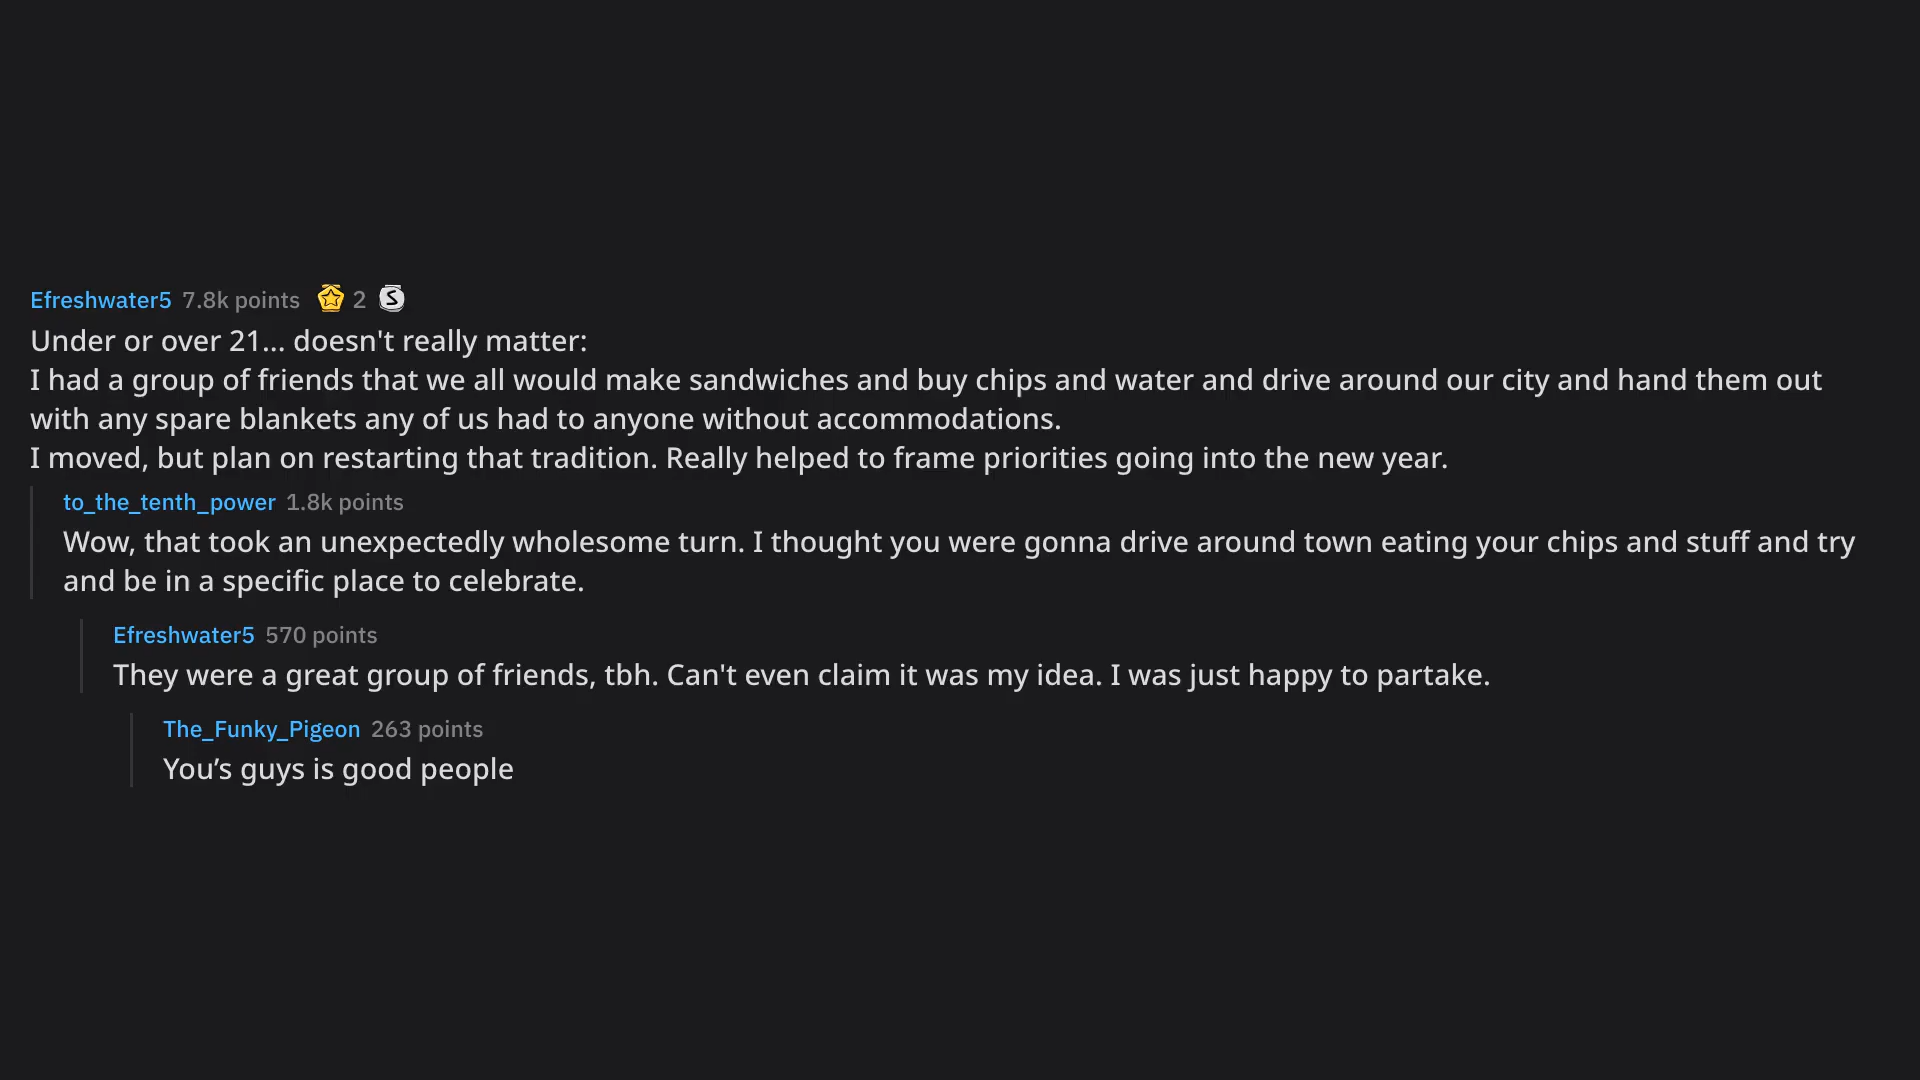 Efreshwater5 7.8k points 2 S
Under or over 21... doesn't really matter:
I had a group of friends that we all would make sandwiches and buy chips and water and drive around our city and hand them out
with any spare blankets any of us had to anyone without accommodations.
I moved, but plan on restarting that tradition. Really helped to frame priorities going into the new year.
to_the_tenth_power 1.8k points
Wow, that took an unexpectedly wholesome turn. I thought you were gonna drive around town eating your chips and stuff and try
and be in a specific place to celebrate.
Efreshwater5 570 points
They were a great group of friends, tbh. Can't even claim it was my idea. I was just happy to partake.
The_Funky_Pigeon 263 points
You’s guys is good people